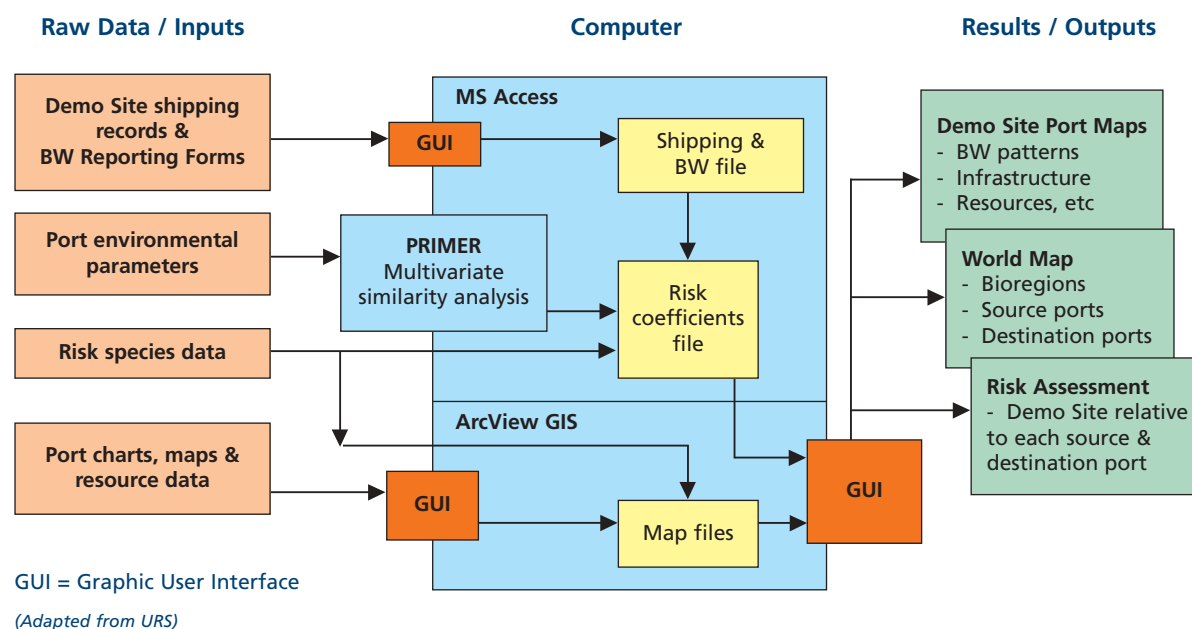 Raw Data / Inputs
Computer
Results / Outputs
Demo Site shipping
records &
BW Reporting Forms
Port environmental
parameters
Risk species data
Port charts, maps &
resource data
MS Access
GUI
Shipping &
BW file
PRIMER
Multivariate
similarity analysis
Risk
coefficients
file
ArcView GIS
GUI
Map files
GUI
Demo Site Port Maps
- BW patterns
- Infrastructure
- Resources, etc
World Map
- Bioregions
- Source ports
- Destination ports
Risk Assessment
- Demo Site relative
to each source &
destination port
GUI = Graphic User Interface
(Adapted from URS)